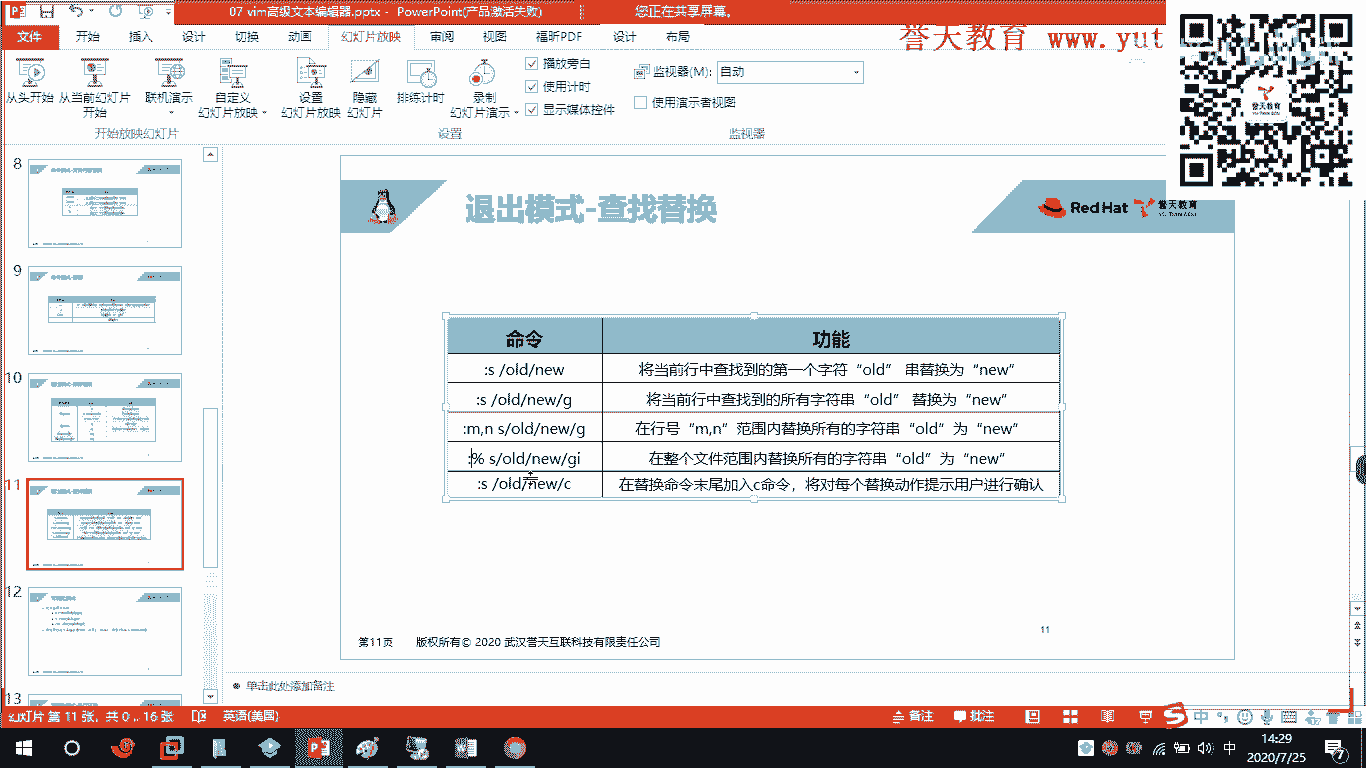 07 vim高级文本编辑器.pptx - PowerPoint(产品激活失败)
您正在共享屏幕。
文件 开始 插入 设计 切换 动画 幻灯片放映 审阅 视图 福昕PDF 设计 布局
誉天教育 www.yut
从头开始 从当前幻灯片开始 联机演示 自定义幻灯片放映 设置幻灯片放映 隐藏幻灯片 排练计时 录制幻灯片演示
播放旁白
使用计时
显示媒体控件
监视器(M): 自动
使用演示者视图
开始放映幻灯片 设置 监视器
誉天教育
8
9
10
11
12
13
退出模式-查找替换
Red Hat 誉天教育
命令 功能
:s /old/new 将当前行中查找到的第一个字符“old” 串替换为“new”
:s /old/new/g 将当前行中查找到的所有字符串“old” 替换为“new”
:m,n s/old/new/g 在行号“m,n”范围内替换所有的字符串“old”为“new”
:% s/old/new/gi 在整个文件范围内替换所有的字符串“old”为“new”
:s /old/new/c 在替换命令末尾加入c命令，将对每个替换动作提示用户进行确认
11
第11页 版权所有© 2020 武汉誉天互联科技有限责任公司
单击此处添加备注
幻灯片 第 11 张，共 16 张 英语(美国) 备注 批注 中
中 14:29
2020/7/25
7